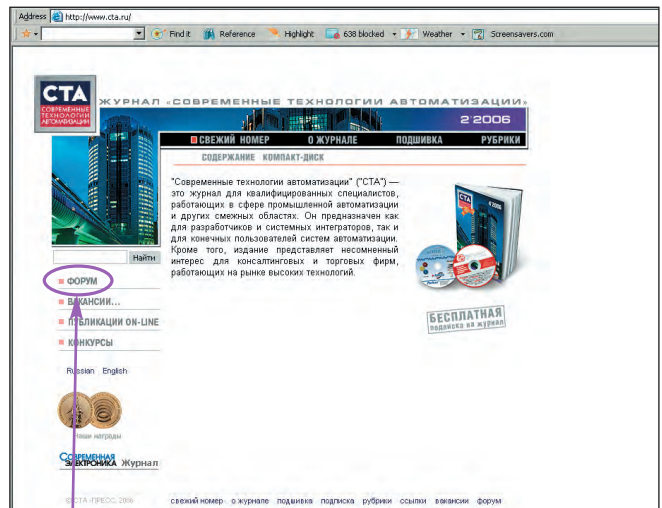 Address http://www.cta.ru/
Find it Reference Highlight 638 blocked Weather Screensavers.com
СТА
СОВРЕМЕННЫЕ
ТЕХНОЛОГИИ
АВТОМАТИЗАЦИИ
ЖУРНАЛ «СОВРЕМЕННЫЕ ТЕХНОЛОГИИ АВТОМАТИЗАЦИИ»
2'2006
СВЕЖИЙ НОМЕР О ЖУРНАЛЕ ПОДШИВКА РУБРИКИ
СОДЕРЖАНИЕ КОМПАКТ-ДИСК
"Современные технологии автоматизации" ("СТА") —
это журнал для квалифицированных специалистов,
работающих в сфере промышленной автоматизации
и других смежных областях. Он предназначен как
для разработчиков и системных интеграторов, так и
для конечных пользователей систем автоматизации.
Кроме того, издание представляет несомненный
интерес для консалтинговых и торговых фирм,
работающих на рынке высоких технологий.
СТА
БЕСПЛАТНАЯ
подписка на журнал
Найти
ФОРУМ
ВАКАНСИИ...
ПУБЛИКАЦИИ ON-LINE
КОНКУРСЫ
Russian English
Наши награды
СОВРЕМЕННАЯ
ЭЛЕКТРОНИКА Журнал
© СТА-ПРЕСС, 2006
свежий номер о журнале подшивка подписка рубрики ссылки вакансии форум